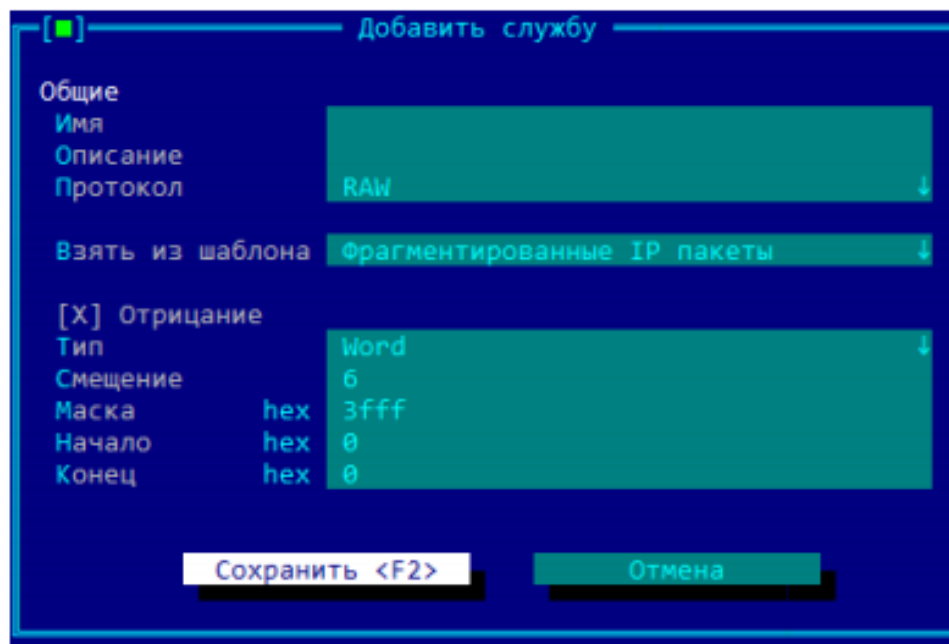 [■] Добавить службу
Общие
Имя
Описание
Протокол RAW ↓
Взять из шаблона Фрагментированные IP пакеты ↓
[X] Отрицание
Тип Word ↓
Смещение 6
Маска hex 3fff
Начало hex 0
Конец hex 0
Сохранить <F2> Отмена